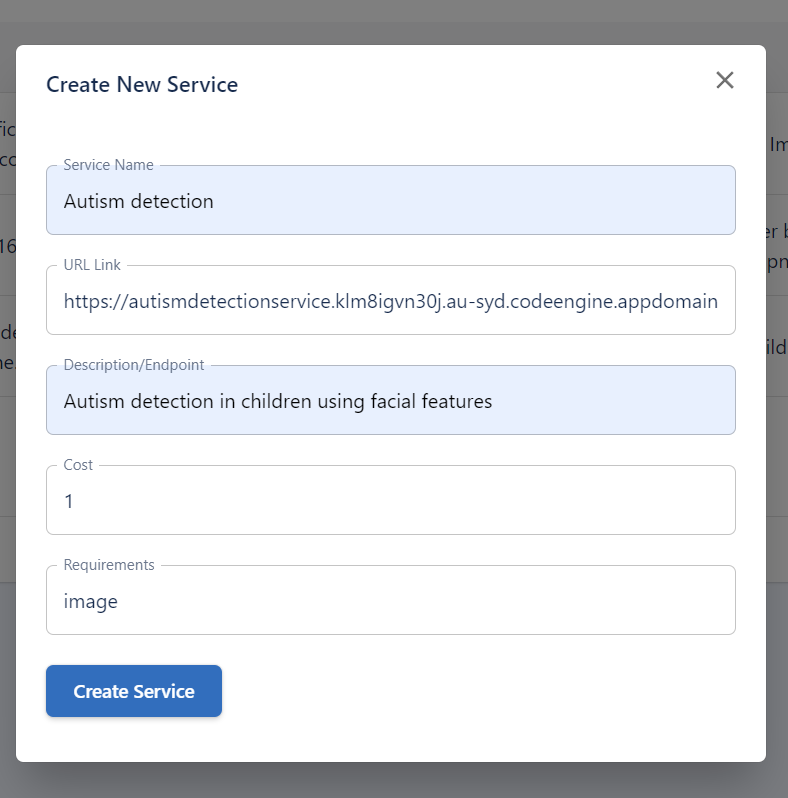 Create New Service
Service Name
Autism detection
URL Link
https://autismdetectionservice.klm8igvn30j.au-syd.codeengine.appdomain
Description/Endpoint
Autism detection in children using facial features
Cost
1
Requirements
image
Create Service